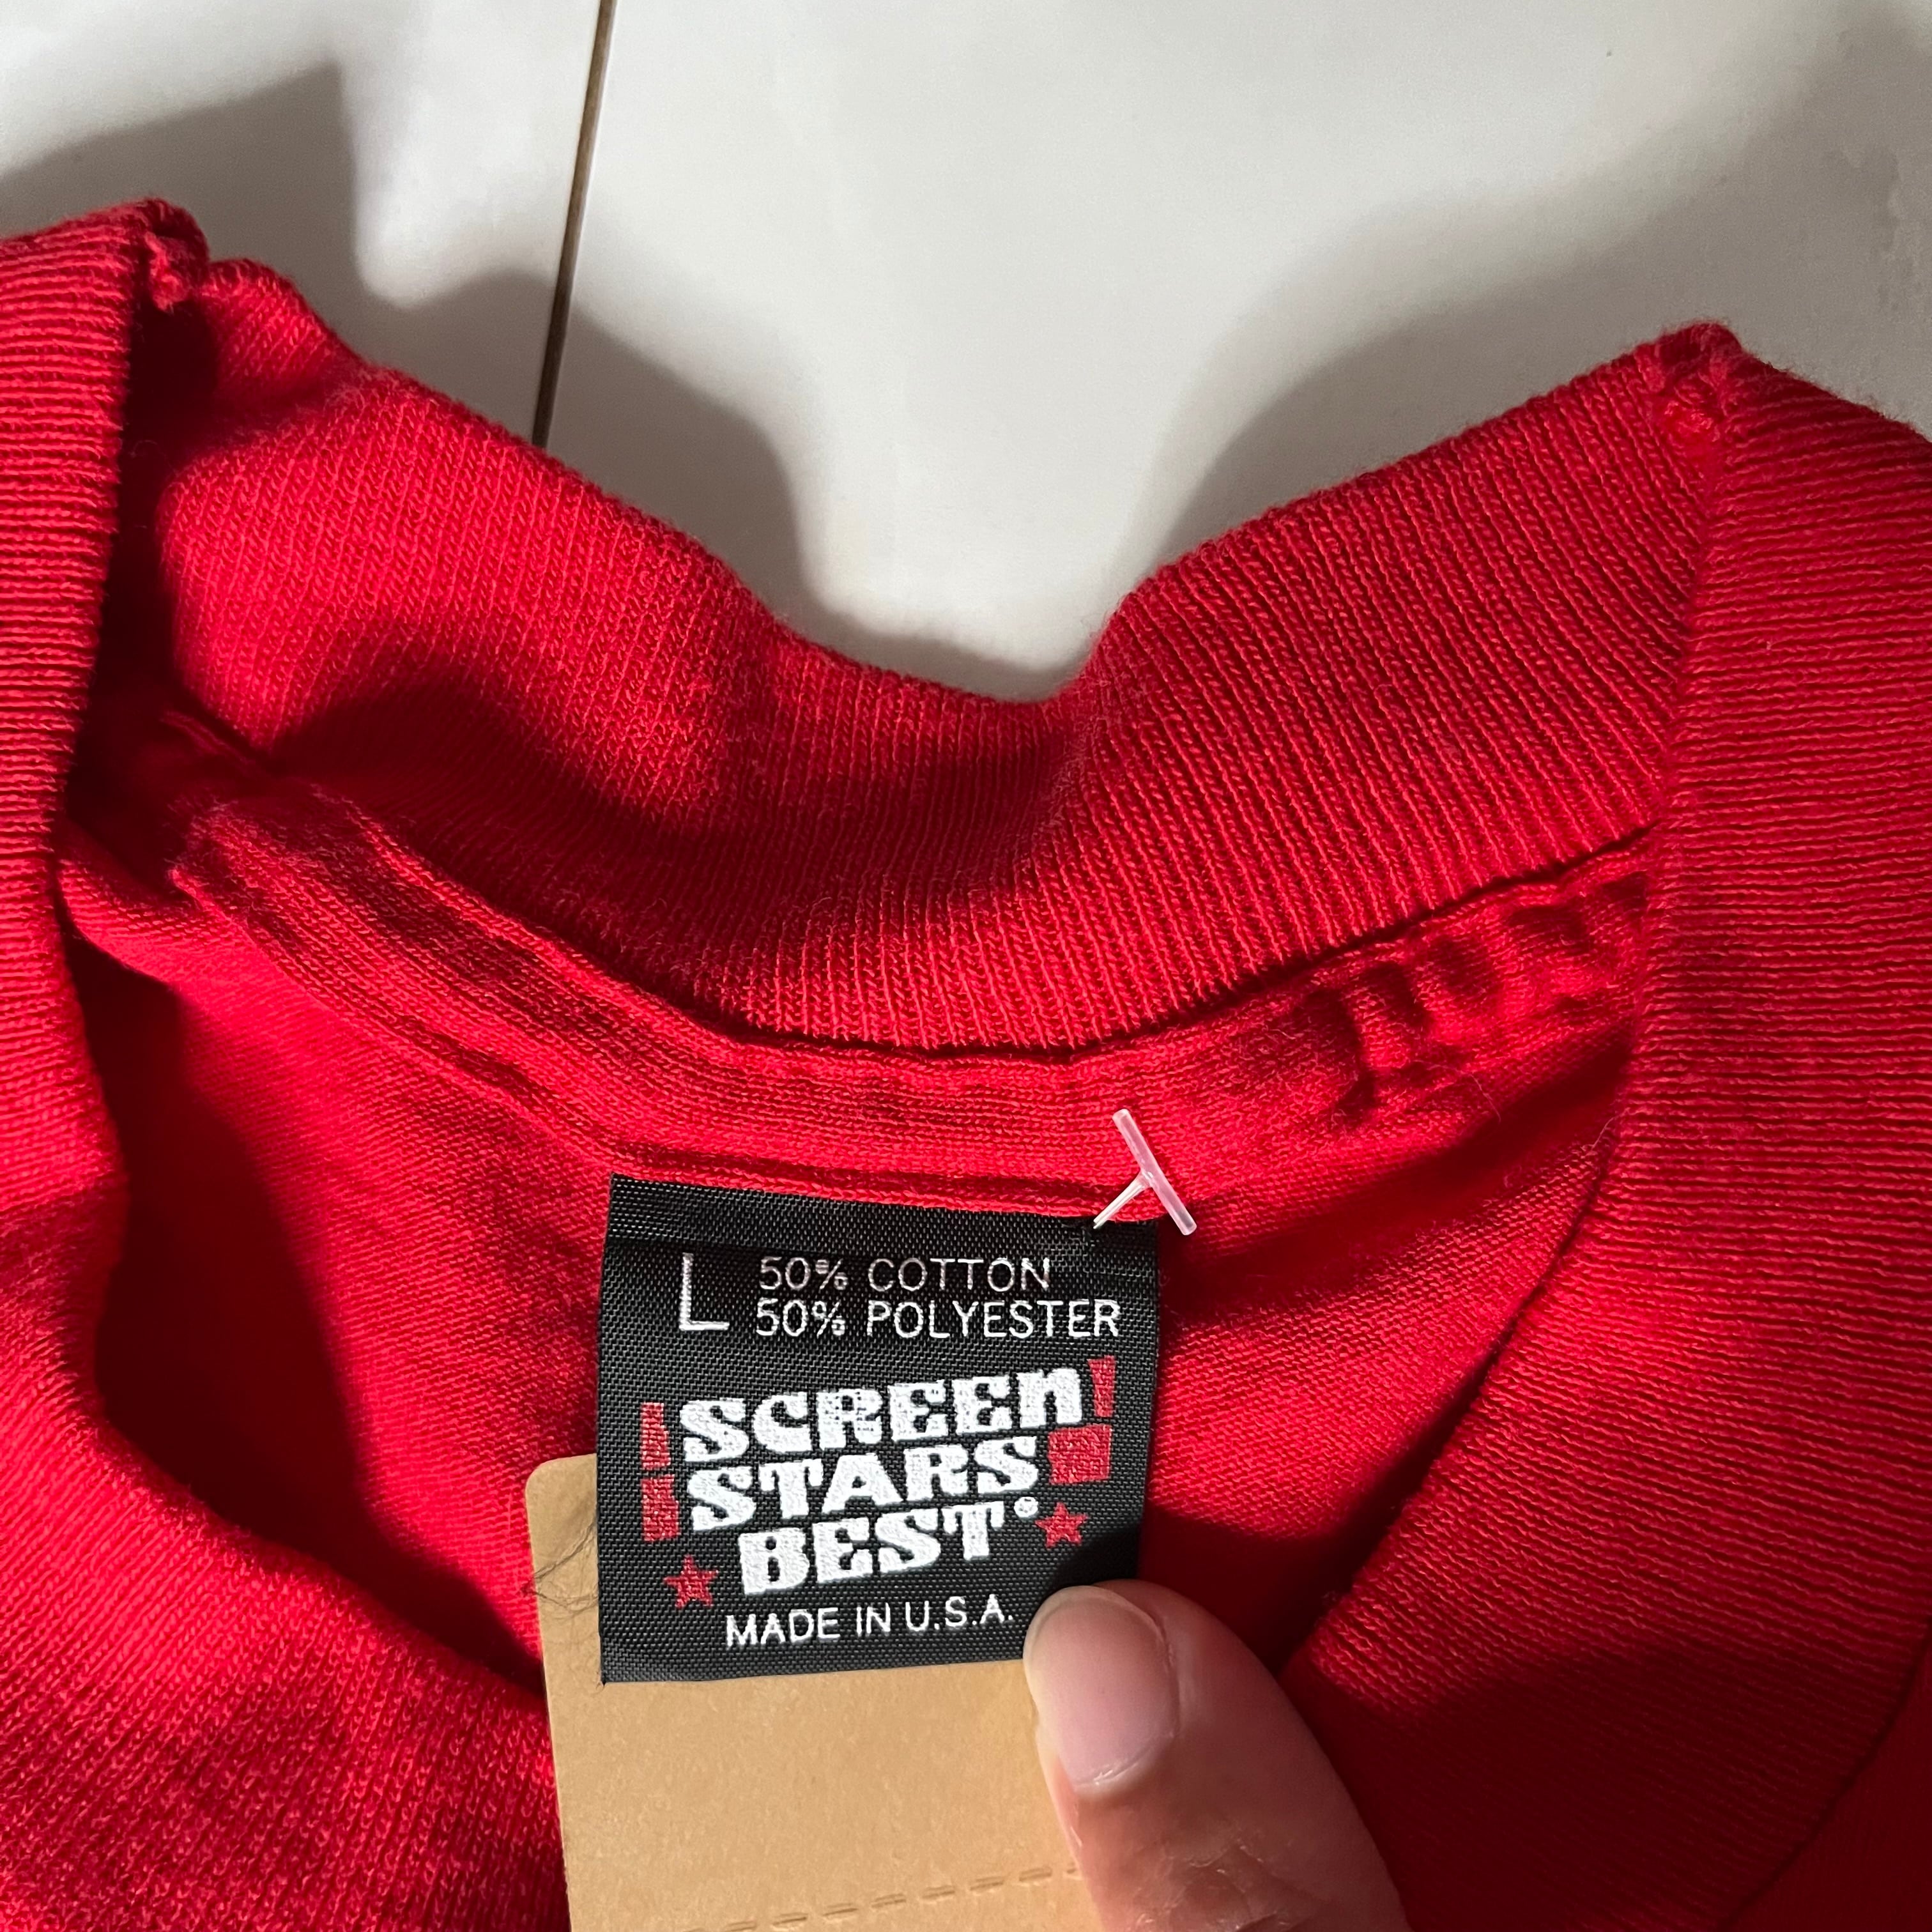 L 50% COTTON
50% POLYESTER
SCREEN
STARS
BEST®
MADE IN U.S.A.